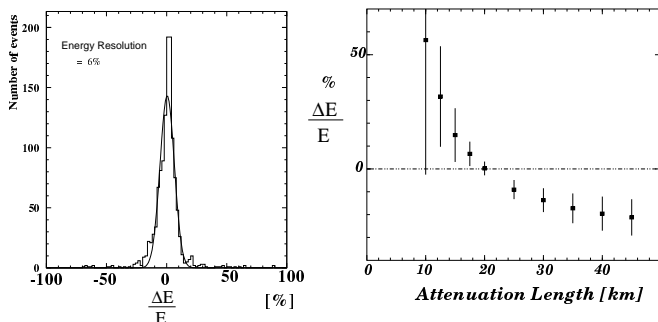 Number of events
200
150
100
50
0
Energy Resolution
= 6%
-100
-50
0
50
100
ΔE
E
[%]
50
%
ΔE
E
0
0
10
20
30
40
Attenuation Length [km]